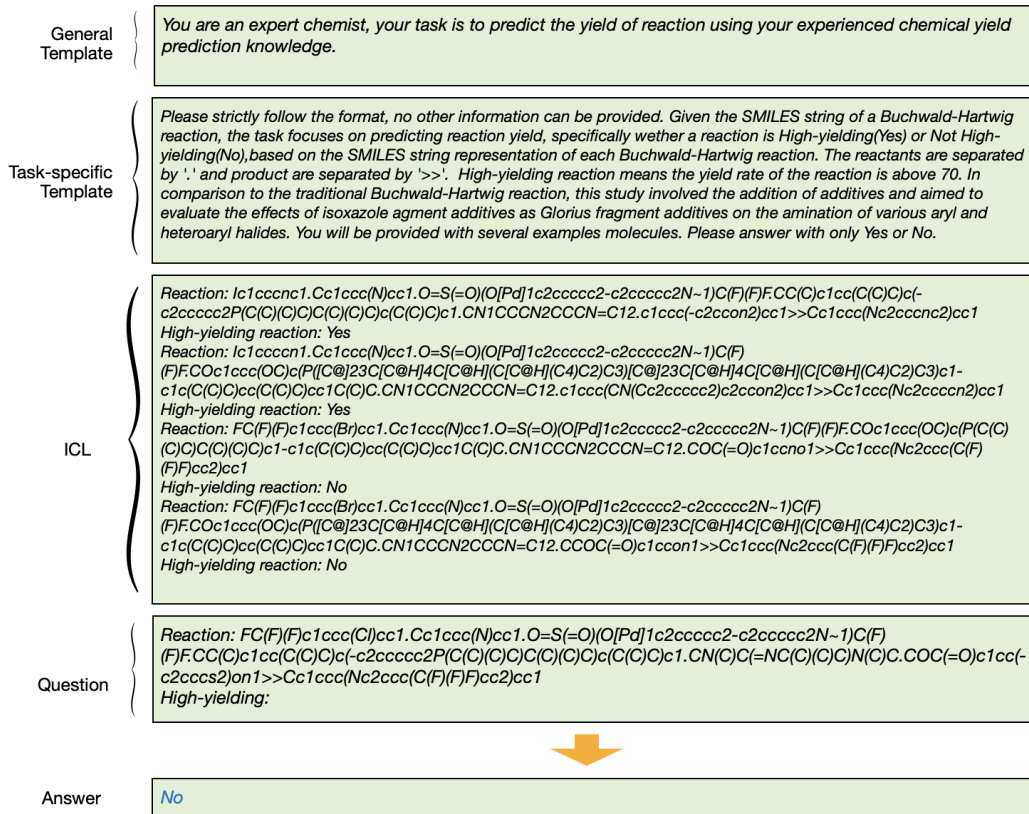 General
Template
You are an expert chemist, your task is to predict the yield of reaction using your experienced chemical yield
prediction knowledge.
Task-specific
Template
Please strictly follow the format, no other information can be provided. Given the SMILES string of a Buchwald-Hartwig
reaction, the task focuses on predicting reaction yield, specifically wether a reaction is High-yielding(Yes) or Not High-
yielding(No),based on the SMILES string representation of each Buchwald-Hartwig reaction. The reactants are separated
by '.' and product are separated by '>>'. High-yielding reaction means the yield rate of the reaction is above 70. In
comparison to the traditional Buchwald-Hartwig reaction, this study involved the addition of additives and aimed to
evaluate the effects of isoxazole agment additives as Glorius fragment additives on the amination of various aryl and
heteroaryl halides. You will be provided with several examples molecules. Please answer with only Yes or No.
ICL
Reaction: Ic1cccnc1.Cc1ccc(N)cc1.O=S(=O)(O[Pd]1c2ccccc2-c2ccccc2N~1)C(F)(F)F.CC(C)c1cc(C(C)C)c(-
c2ccccc2P(C(C)(C)C)C(C)(C)C)c(C(C)C)c1.CN1CCCN2CCCN=C12.c1ccc(-c2ccon2)cc1>>Cc1ccc(Nc2cccnc2)cc1
High-yielding reaction: Yes
Reaction: Ic1ccccn1.Cc1ccc(N)cc1.O=S(=O)(O[Pd]1c2ccccc2-c2ccccc2N~1)C(F)
(F)F.COc1ccc(OC)c(P([C@]23C[C@H]4C[C@H](C[C@H](C4)C2)C3)[C@]23C[C@H]4C[C@H](C[C@H](C4)C2)C3)c1-
c1c(C(C)C)cc(C(C)C)cc1C(C)C.CN1CCCN2CCCN=C12.c1ccc(CN(Cc2ccccc2)c2ccon2)cc1>>Cc1ccc(Nc2ccccn2)cc1
High-yielding reaction: Yes
Reaction: FC(F)(F)c1ccc(Br)cc1.Cc1ccc(N)cc1.O=S(=O)(O[Pd]1c2ccccc2-c2ccccc2N~1)C(F)(F)F.COc1ccc(OC)c(P(C(C)
(C)C)C(C)(C)C)c1-c1c(C(C)C)cc(C(C)C)cc1C(C)C.CN1CCCN2CCCN=C12.COC(=O)c1ccno1>>Cc1ccc(Nc2ccc(C(F)
(F)F)cc2)cc1
High-yielding reaction: No
Reaction: FC(F)(F)c1ccc(Br)cc1.Cc1ccc(N)cc1.O=S(=O)(O[Pd]1c2ccccc2-c2ccccc2N~1)C(F)
(F)F.COc1ccc(OC)c(P([C@]23C[C@H]4C[C@H](C[C@H](C4)C2)C3)[C@]23C[C@H]4C[C@H](C[C@H](C4)C2)C3)c1-
c1c(C(C)C)cc(C(C)C)cc1C(C)C.CN1CCCN2CCCN=C12.CCOC(=O)c1ccon1>>Cc1ccc(Nc2ccc(C(F)(F)F)cc2)cc1
High-yielding reaction: No
Question
Reaction: FC(F)(F)c1ccc(Cl)cc1.Cc1ccc(N)cc1.O=S(=O)(O[Pd]1c2ccccc2-c2ccccc2N~1)C(F)
(F)F.CC(C)c1cc(C(C)C)c(-c2ccccc2P(C(C)(C)C)C(C)(C)C)c(C(C)C)c1.CN(C)C(=NC(C)(C)C)N(C)C.COC(=O)c1cc(-
c2cccs2)on1>>Cc1ccc(Nc2ccc(C(F)(F)F)cc2)cc1
High-yielding:
Answer
No